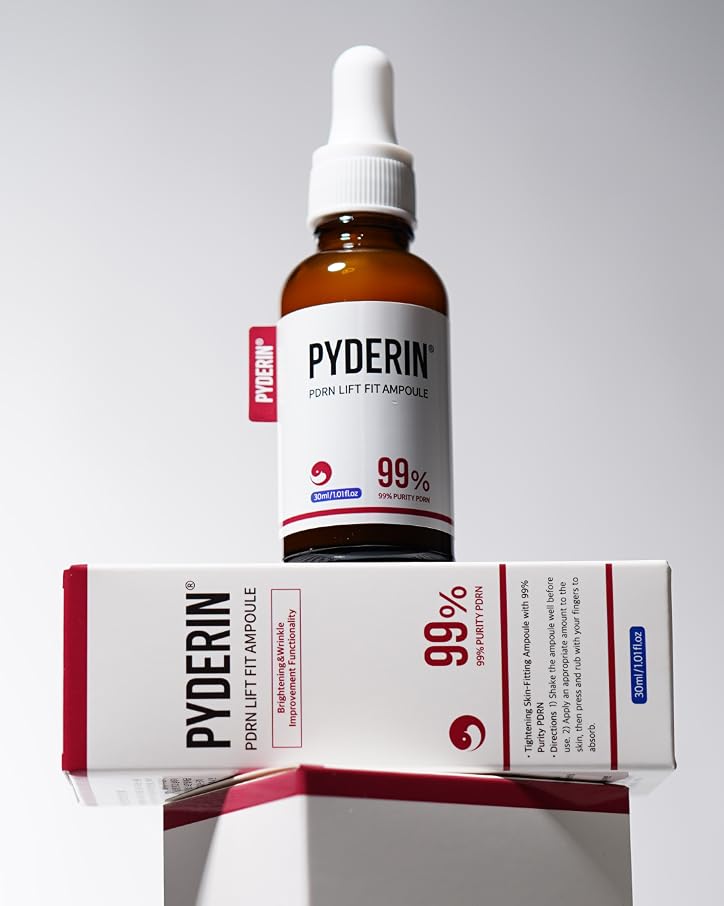 PYDERIN®
PYDERIN®
PDRN LIFT FIT AMPOULE
99%
30ml/1.01fl.oz
99% PURITY PDRN
PYDERIN®
PDRN LIFT FIT AMPOULE
Brightening&Wrinkle
Improvement Functionality
99%
99% PURITY PDRN
• Tightening Skin-Fitting Ampoule with 99%
Purity PDRN
• Directions 1) Shake the ampoule well before
use. 2) Apply an appropriate amount to the
skin, then press and rub with your fingers to
absorb.
30ml/1.01fl.oz